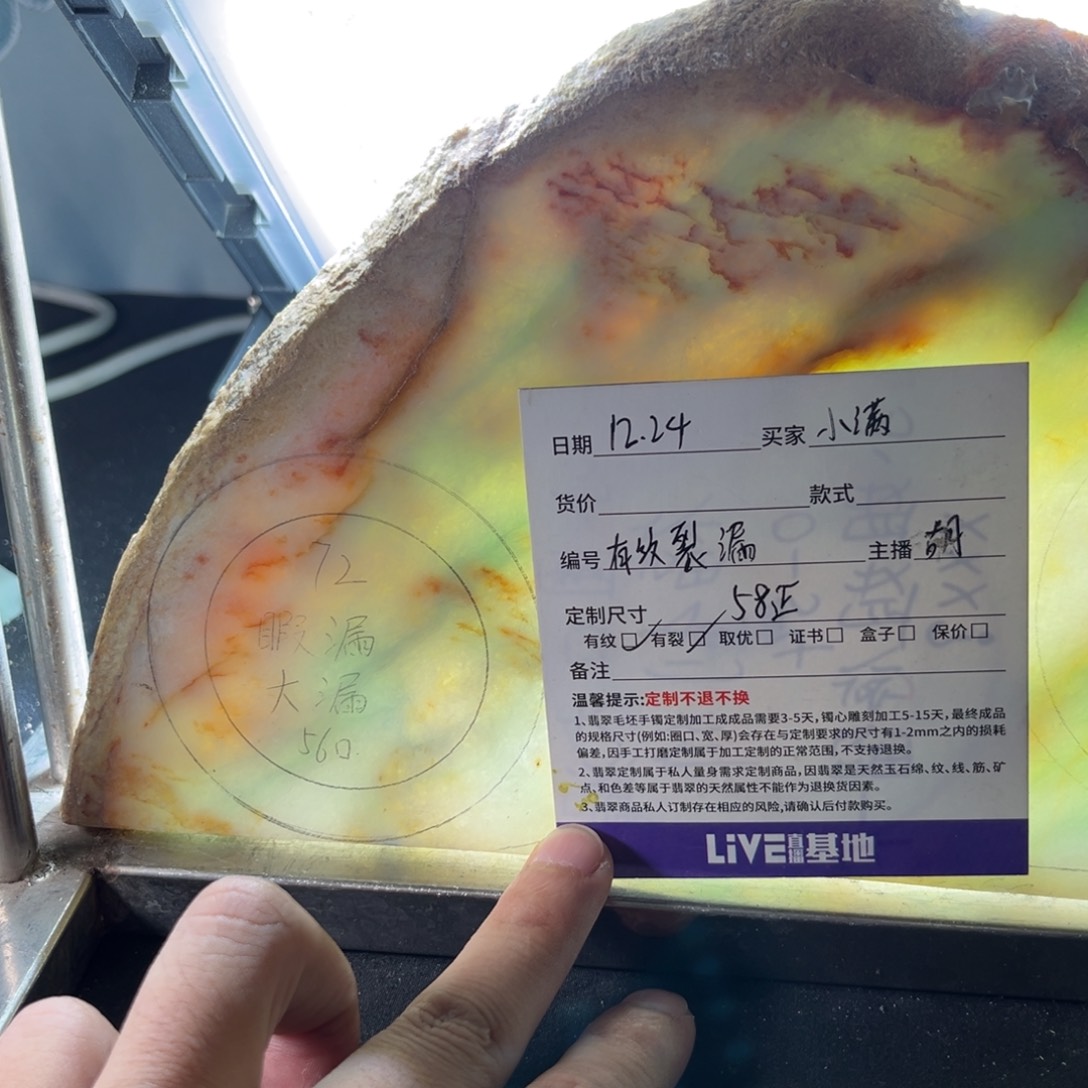 72
暇漏
大漏
560
日期 12.24 买家 小满
货价 款式
编号 有纹裂漏 主播 胡
定制尺寸 58正
有纹☑ 有裂☑ 取优□ 证书□ 盒子□ 保价□
备注
温馨提示:定制不退不换
1、翡翠毛坯手镯定制加工成成品需要3-5天,镯心雕刻加工5-15天,最终成品
的规格尺寸(例如:圈口、宽、厚)会存在与定制要求的尺寸有1-2mm之内的损耗
偏差,因手工打磨定制属于加工定制的正常范围,不支持退换。
2、翡翠定制属于私人量身需求定制商品,因翡翠是天然玉石绵、纹、线、筋、矿
点、和色差等属于翡翠的天然属性不能作为退换货因素。
3、翡翠商品私人订制存在相应的风险,请确认后付款购买。
LIVE直播基地